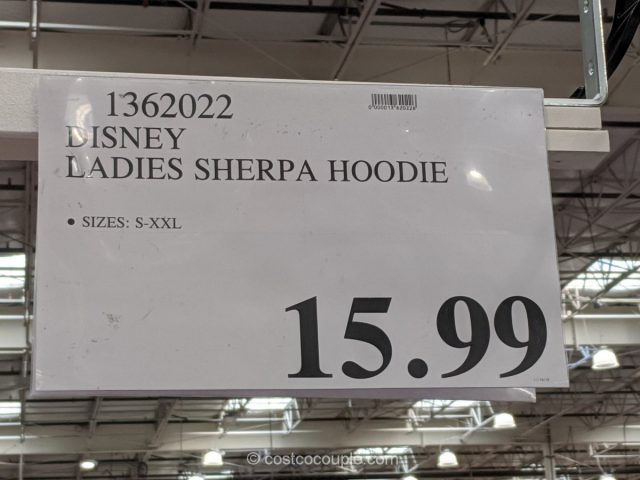 1362022
DISNEY
LADIES SHERPA HOODIE
• SIZES: S-XXL
15.99
© costcocouple.com